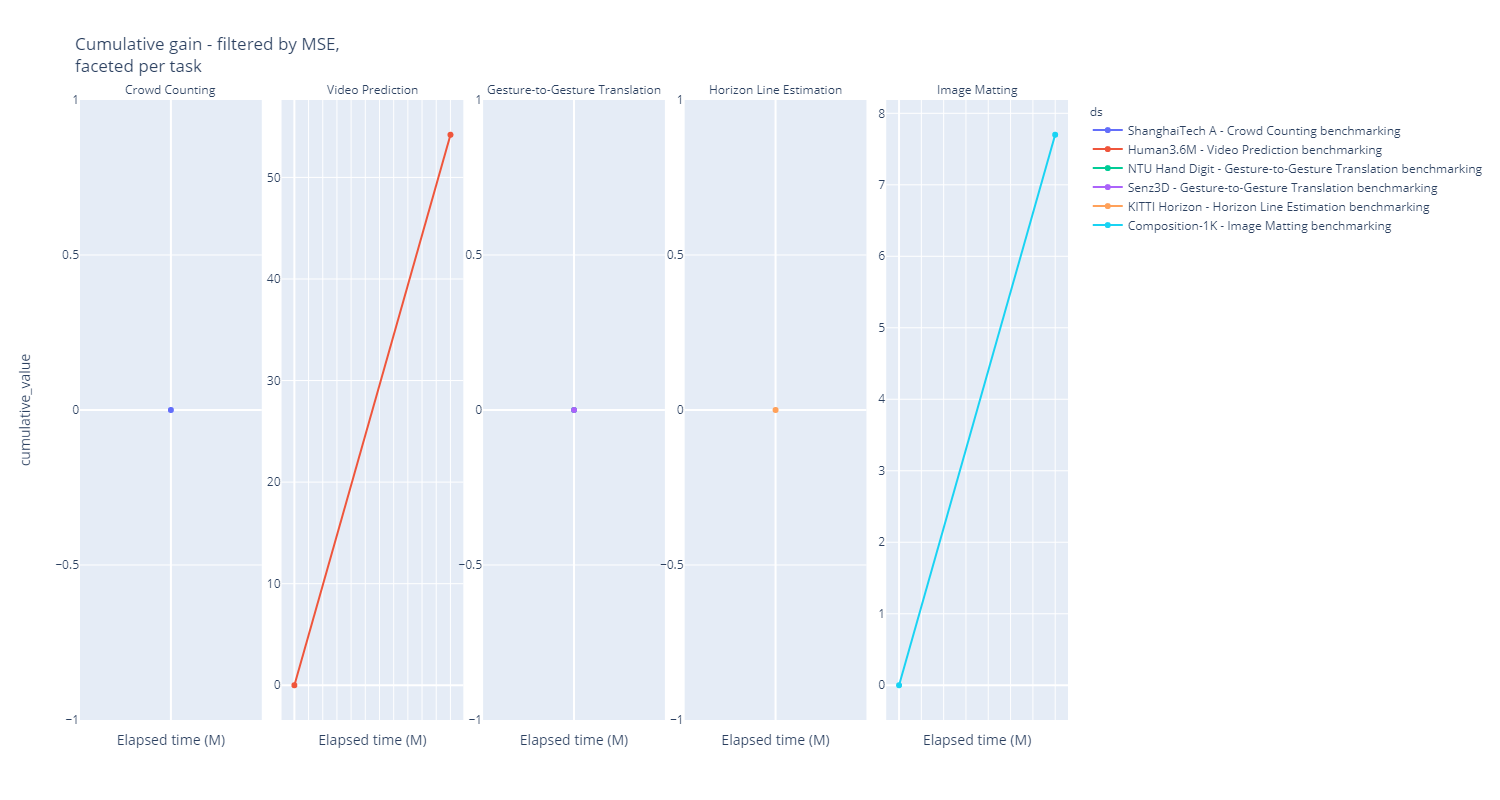 Cumulative gain - filtered by MSE,
faceted per task
Crowd Counting
Video Prediction
Gesture-to-Gesture Translation
Horizon Line Estimation
Image Matting
1
0.5
0
−0.5
−1
50
40
30
20
10
0
1
0.5
0
−0.5
−1
1
0.5
0
−0.5
−1
8
7
6
5
4
3
2
1
0
cumulative_value
Elapsed time (M)
Elapsed time (M)
Elapsed time (M)
Elapsed time (M)
Elapsed time (M)
ds
ShanghaiTech A - Crowd Counting benchmarking
Human3.6M - Video Prediction benchmarking
NTU Hand Digit - Gesture-to-Gesture Translation benchmarking
Senz3D - Gesture-to-Gesture Translation benchmarking
KITTI Horizon - Horizon Line Estimation benchmarking
Composition-1K - Image Matting benchmarking